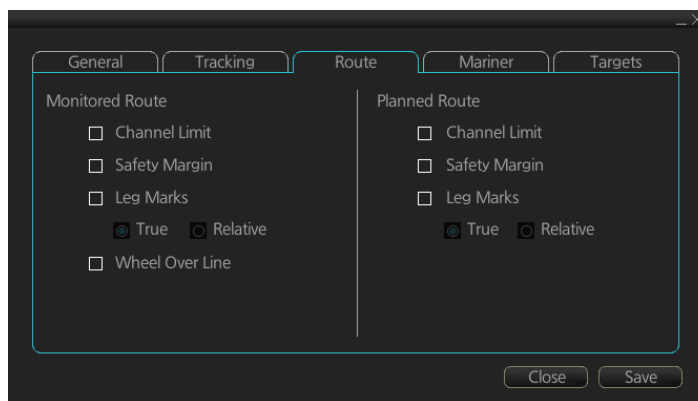 General
Tracking
Route
Mariner
Targets
Monitored Route
Channel Limit
Safety Margin
Leg Marks
True
Relative
Wheel Over Line
Planned Route
Channel Limit
Safety Margin
Leg Marks
True
Relative
Close
Save